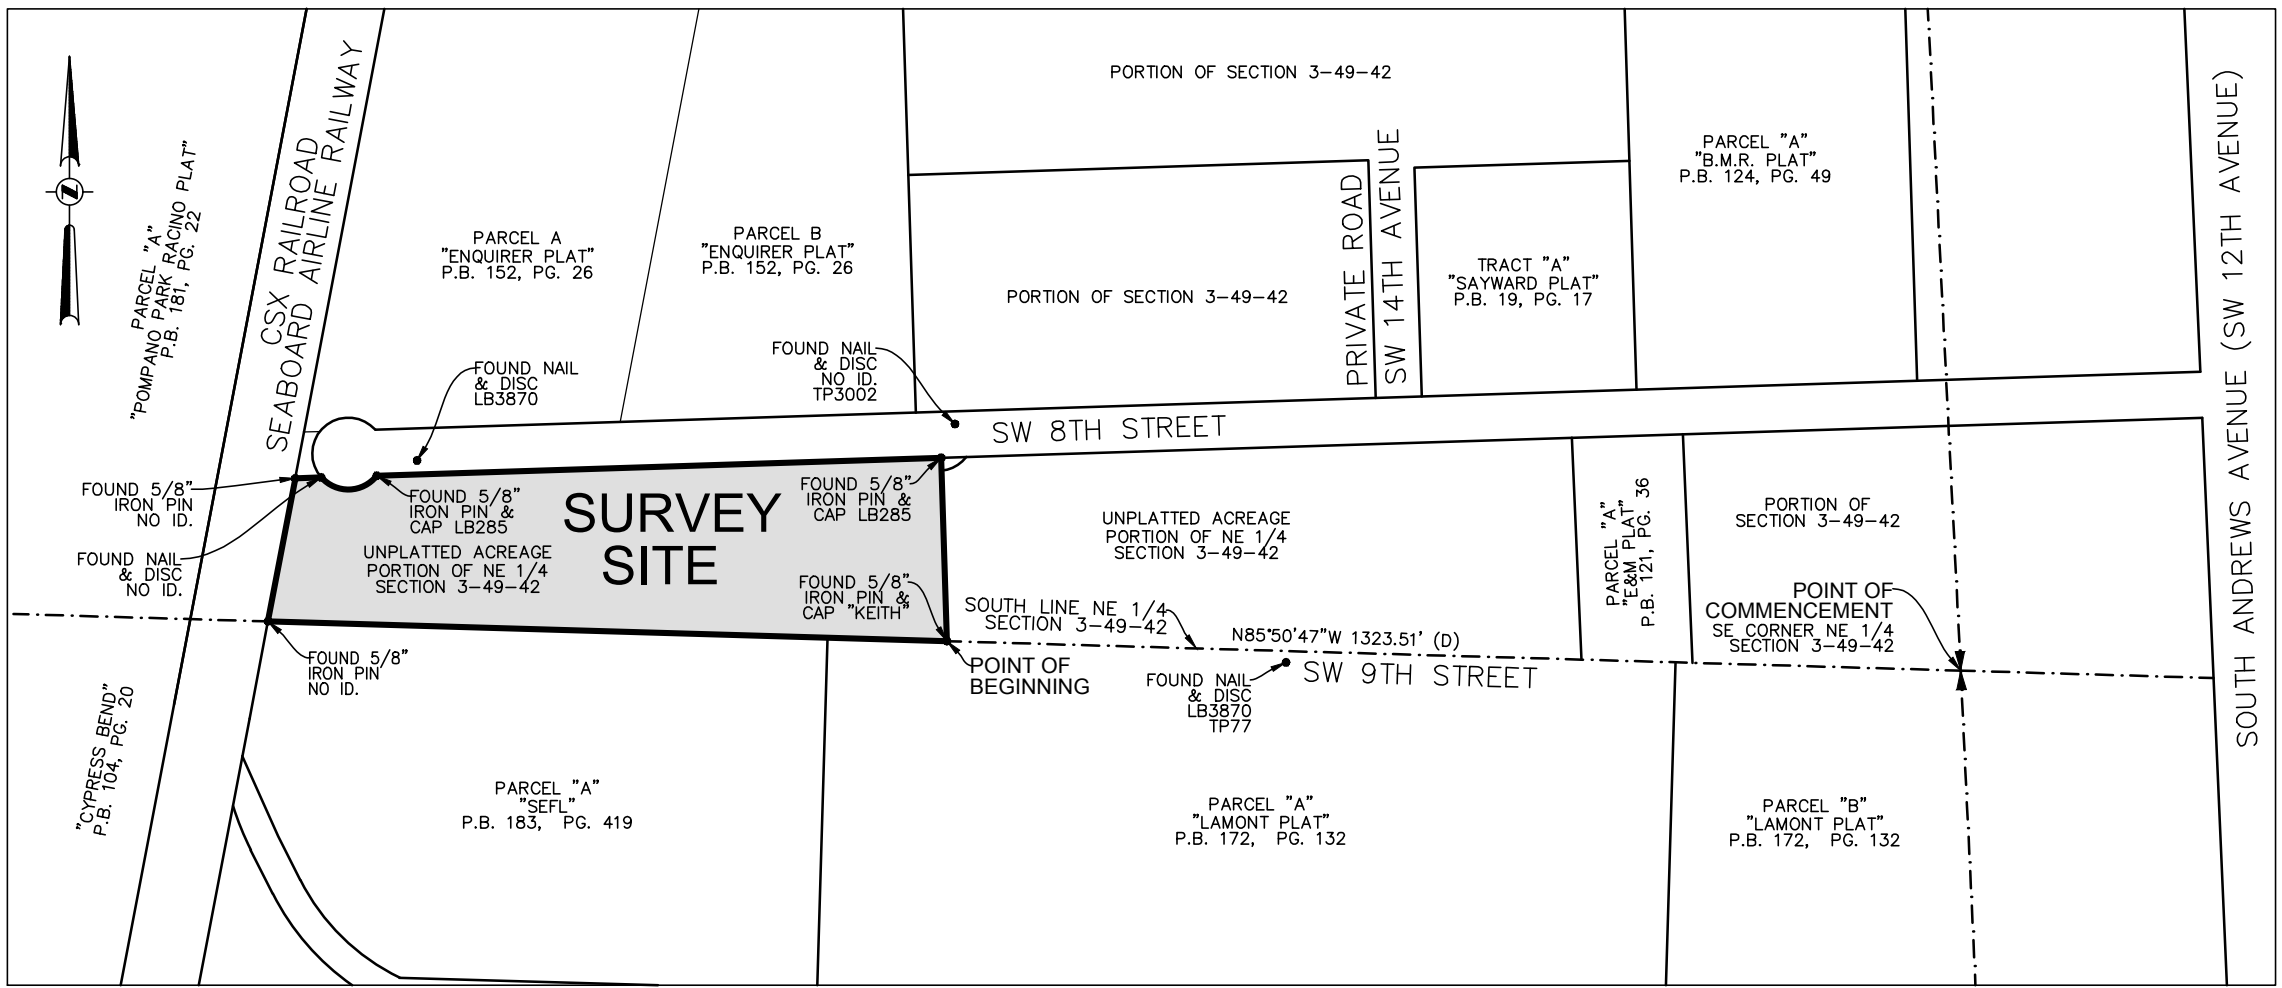 Z
PARCEL "A"
"POMPANO PARK RACINO PLAT"
P.B. 181, PG. 22
CSX RAILROAD
SEABOARD AIRLINE RAILWAY
PARCEL A
"ENQUIRER PLAT"
P.B. 152, PG. 26
PARCEL B
"ENQUIRER PLAT"
P.B. 152, PG. 26
PORTION OF SECTION 3-49-42
PORTION OF SECTION 3-49-42
PRIVATE ROAD
SW 14TH AVENUE
TRACT "A"
"SAYWARD PLAT"
P.B. 19, PG. 17
PARCEL "A"
"B.M.R. PLAT"
P.B. 124, PG. 49
SOUTH ANDREWS AVENUE (SW 12TH AVENUE)
FOUND NAIL
& DISC
LB3870
FOUND NAIL
& DISC
NO ID.
TP3002
SW 8TH STREET
FOUND 5/8"
IRON PIN
NO ID.
FOUND NAIL
& DISC
NO ID.
FOUND 5/8"
IRON PIN &
CAP LB285
SURVEY
SITE
UNPLATTED ACREAGE
PORTION OF NE 1/4
SECTION 3-49-42
FOUND 5/8"
IRON PIN &
CAP LB285
FOUND 5/8"
IRON PIN &
CAP "KEITH"
UNPLATTED ACREAGE
PORTION OF NE 1/4
SECTION 3-49-42
PARCEL "A"
"E&M PLAT"
P.B. 121, PG. 36
PORTION OF
SECTION 3-49-42
POINT OF
COMMENCEMENT
SE CORNER NE 1/4
SECTION 3-49-42
SOUTH LINE NE 1/4
SECTION 3-49-42
N85°50'47"W 1323.51' (D)
FOUND 5/8"
IRON PIN
NO ID.
POINT OF
BEGINNING
FOUND NAIL
& DISC
LB3870
TP77
SW 9TH STREET
"CYPRESS BEND"
P.B. 104, PG. 20
PARCEL "A"
"SEFL"
P.B. 183, PG. 419
PARCEL "A"
"LAMONT PLAT"
P.B. 172, PG. 132
PARCEL "B"
"LAMONT PLAT"
P.B. 172, PG. 132